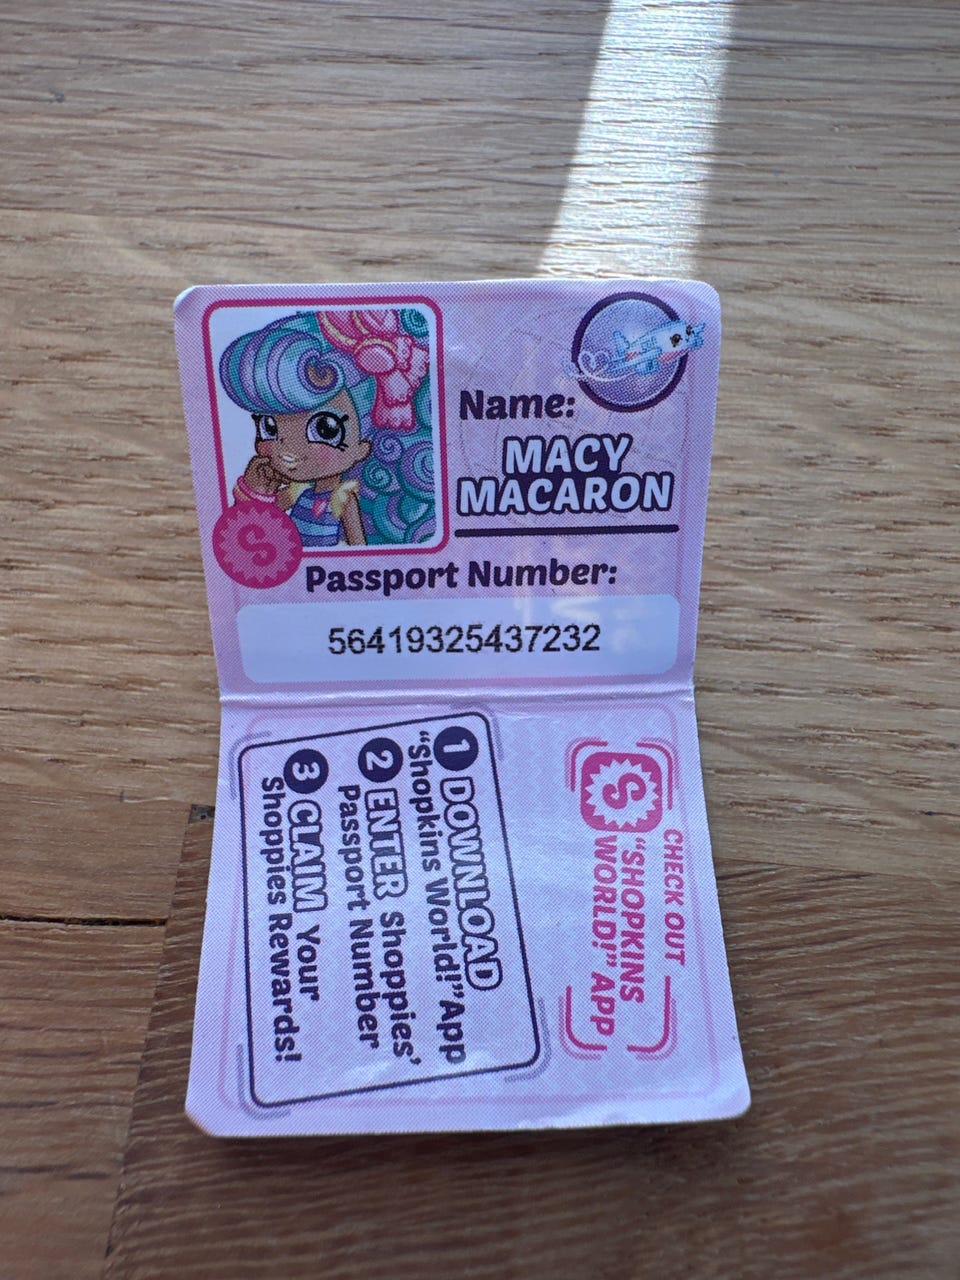 Name:
MACY
MACARON
Passport Number:
56419325437232
CHECK OUT
"SHOPKINS
WORLD!" APP
S
S
1 DOWNLOAD
"Shopkins World!" App
2 ENTER Shoppies'
Passport Number
3 CLAIM Your
Shoppies Rewards!